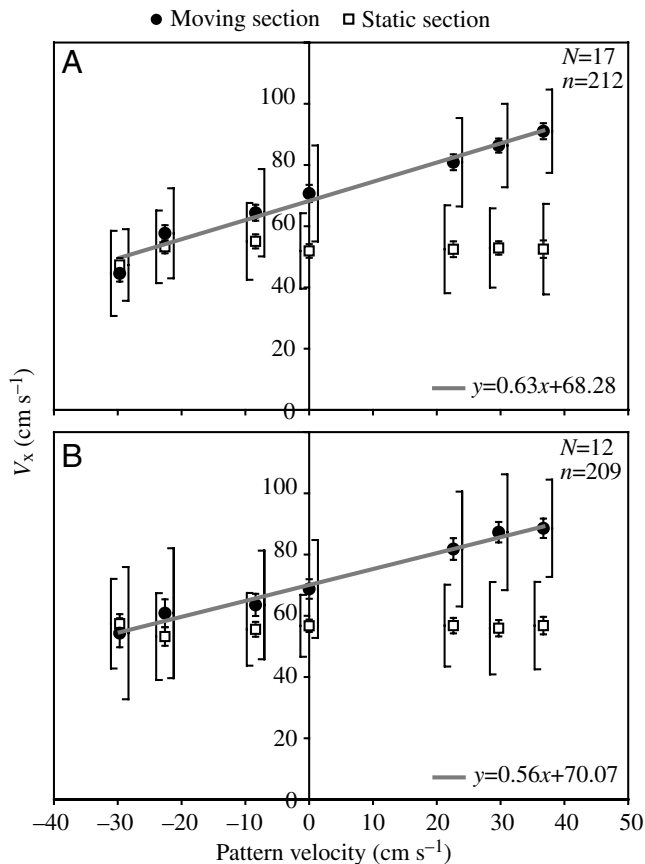 Moving section Static section
A
N=17
n=212
100
80
60
40
20
0
y=0.63x+68.28
B
N=12
n=209
100
80
60
40
20
0
y=0.56x+70.07
–40 –30 –20 –10 0 10 20 30 40 50
Pattern velocity (cm s⁻¹)
Vₓ (cm s⁻¹)